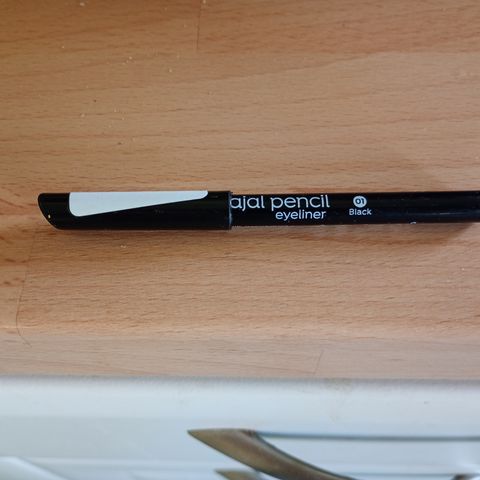 ajal pencil
eyeliner
01
Black